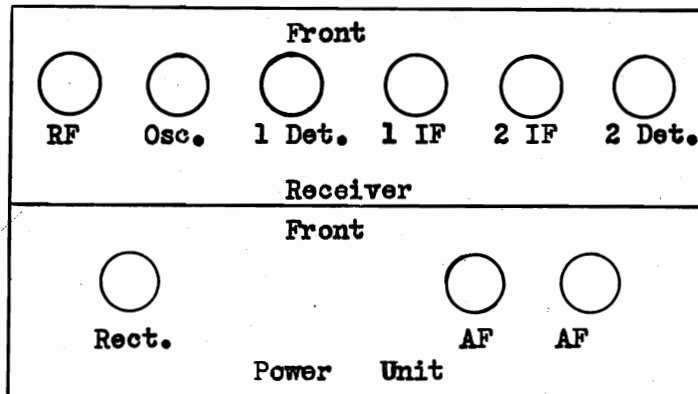 Front
RF Osc. 1 Det. 1 IF 2 IF 2 Det.
Receiver
Front
Rect. AF AF
Power Unit